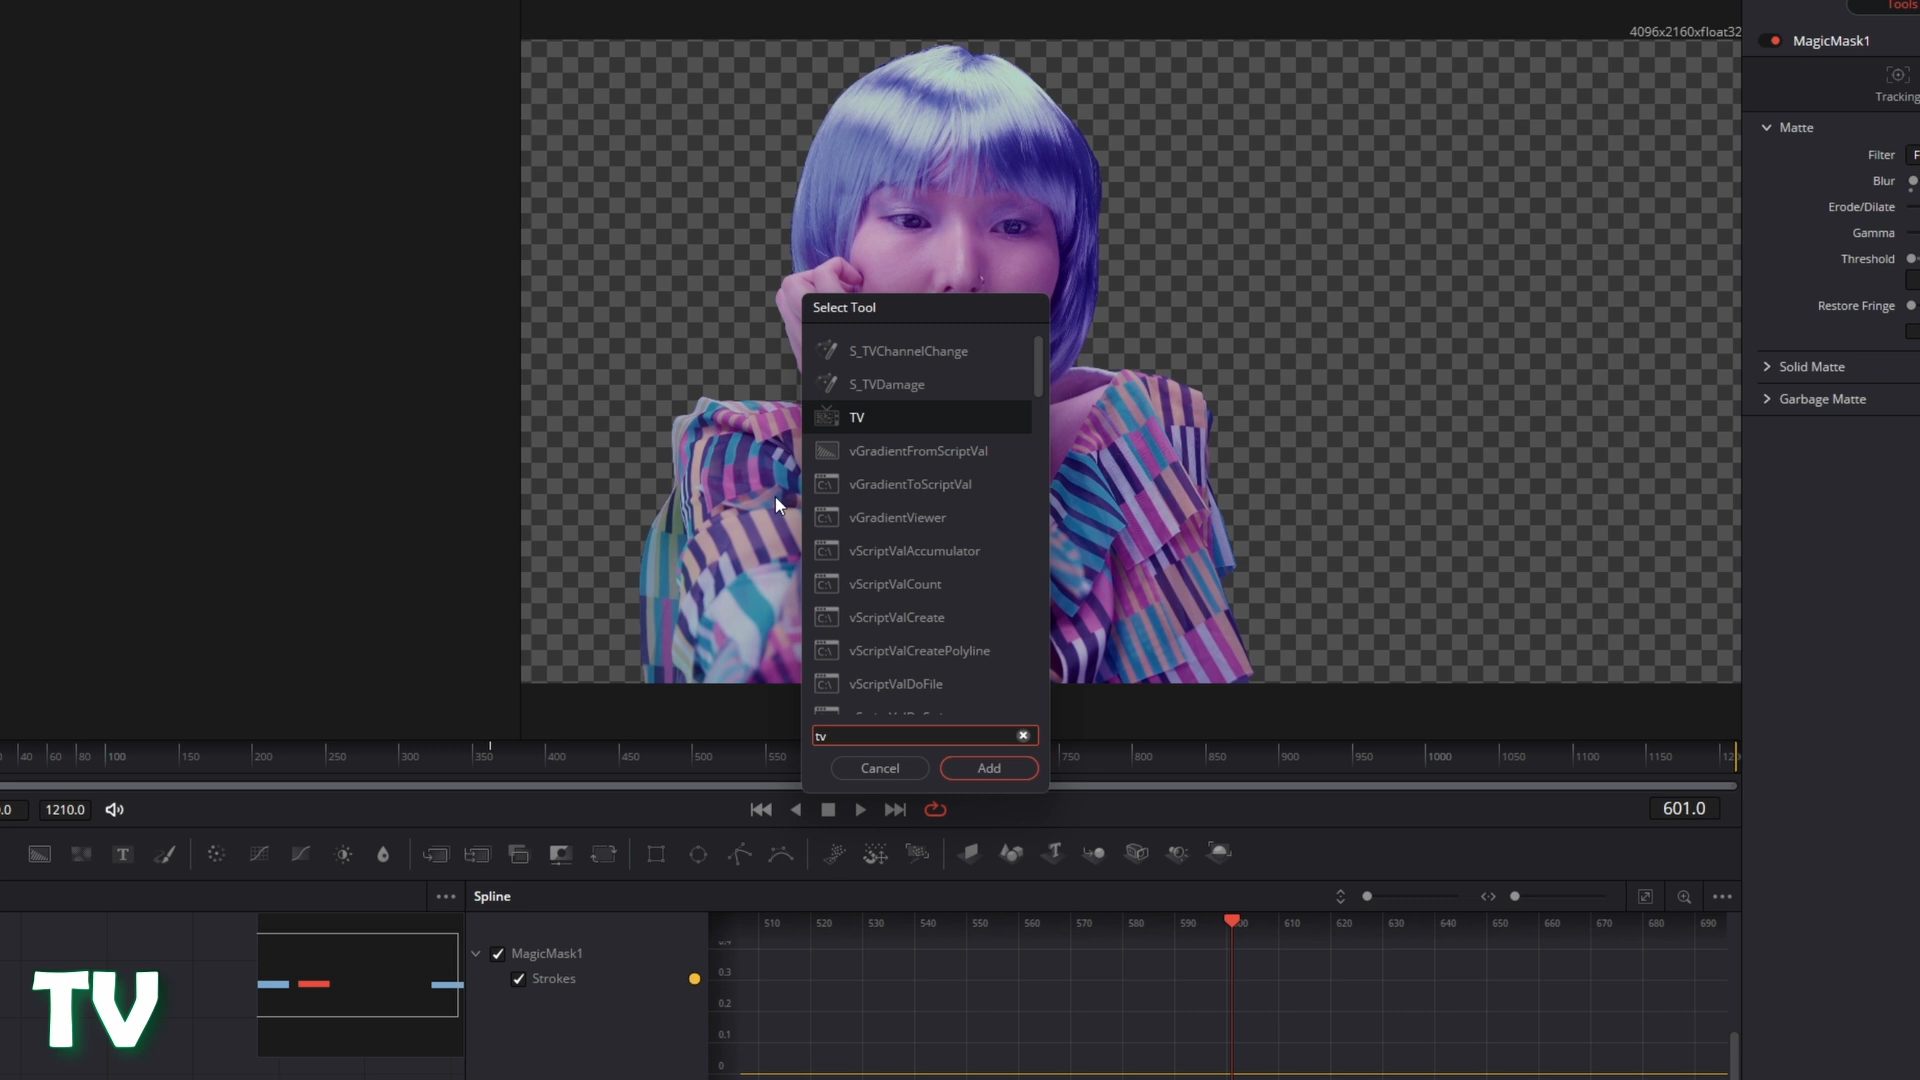 Tools
4096x2160xfloat32
MagicMask1
Tracking
Matte
Filter F
Blur
Erode/Dilate
Gamma
Threshold
Restore Fringe
Solid Matte
Garbage Matte
Select Tool
S_TVChannelChange
S_TVDamage
TV
vGradientFromScriptVal
C:\ vGradientToScriptVal
C:\ vGradientViewer
C:\ vScriptValAccumulator
C:\ vScriptValCount
C:\ vScriptValCreate
C:\ vScriptValCreatePolyline
C:\ vScriptValDoFile
tv
Cancel Add
40 60 80 100 150 200 250 300 350 400 450 500 550 750 800 850 900 950 1000 1050 1100 1150
.0 1210.0 601.0
T T
Spline
510 520 530 540 550 560 570 580 590 610 620 630 640 650 660 670 680 690
MagicMask1
Strokes
0.3
0.2
0.1
0
TV